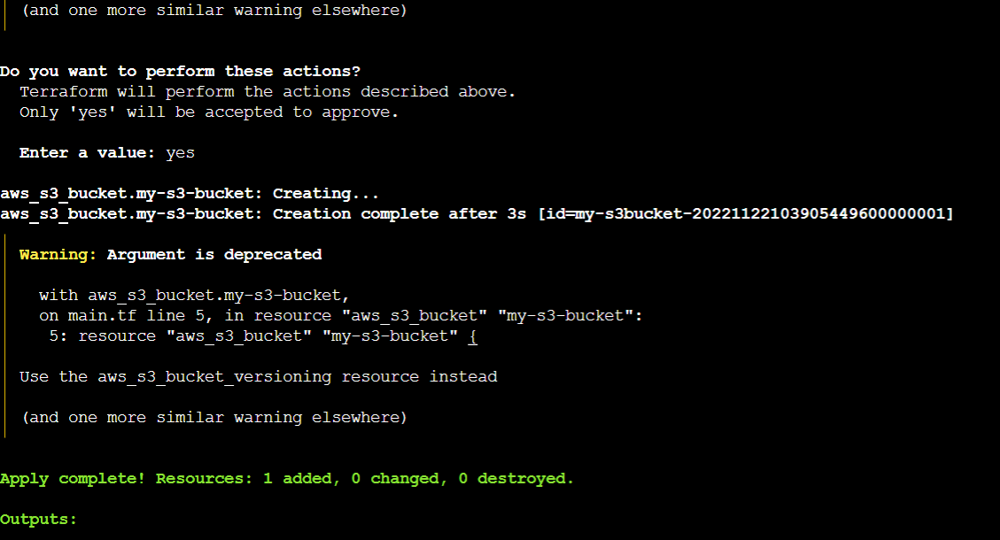 (and one more similar warning elsewhere)
Do you want to perform these actions?
Terraform will perform the actions described above.
Only 'yes' will be accepted to approve.
Enter a value: yes
aws_s3_bucket.my-s3-bucket: Creating...
aws_s3_bucket.my-s3-bucket: Creation complete after 3s [id=my-s3bucket-20221122103905449600000001]
Warning: Argument is deprecated
with aws_s3_bucket.my-s3-bucket,
on main.tf line 5, in resource "aws_s3_bucket" "my-s3-bucket":
5: resource "aws_s3_bucket" "my-s3-bucket" {
Use the aws_s3_bucket_versioning resource instead
(and one more similar warning elsewhere)
Apply complete! Resources: 1 added, 0 changed, 0 destroyed.
Outputs: